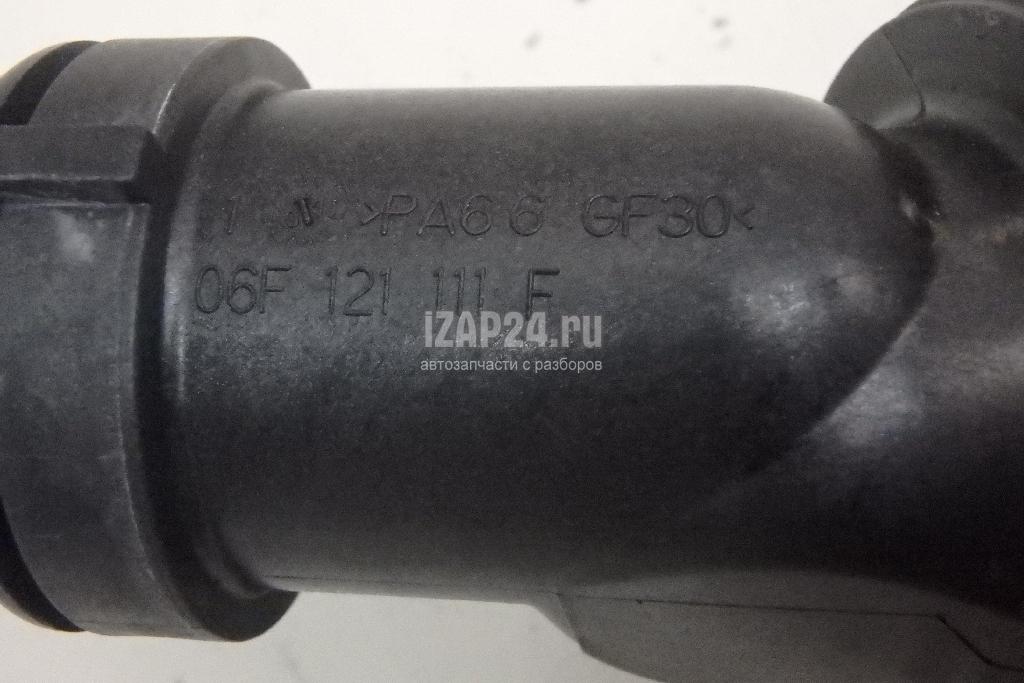 >PA66 GF30<
06F 121 111 F
iZAP24.ru
автозапчасти с разборов